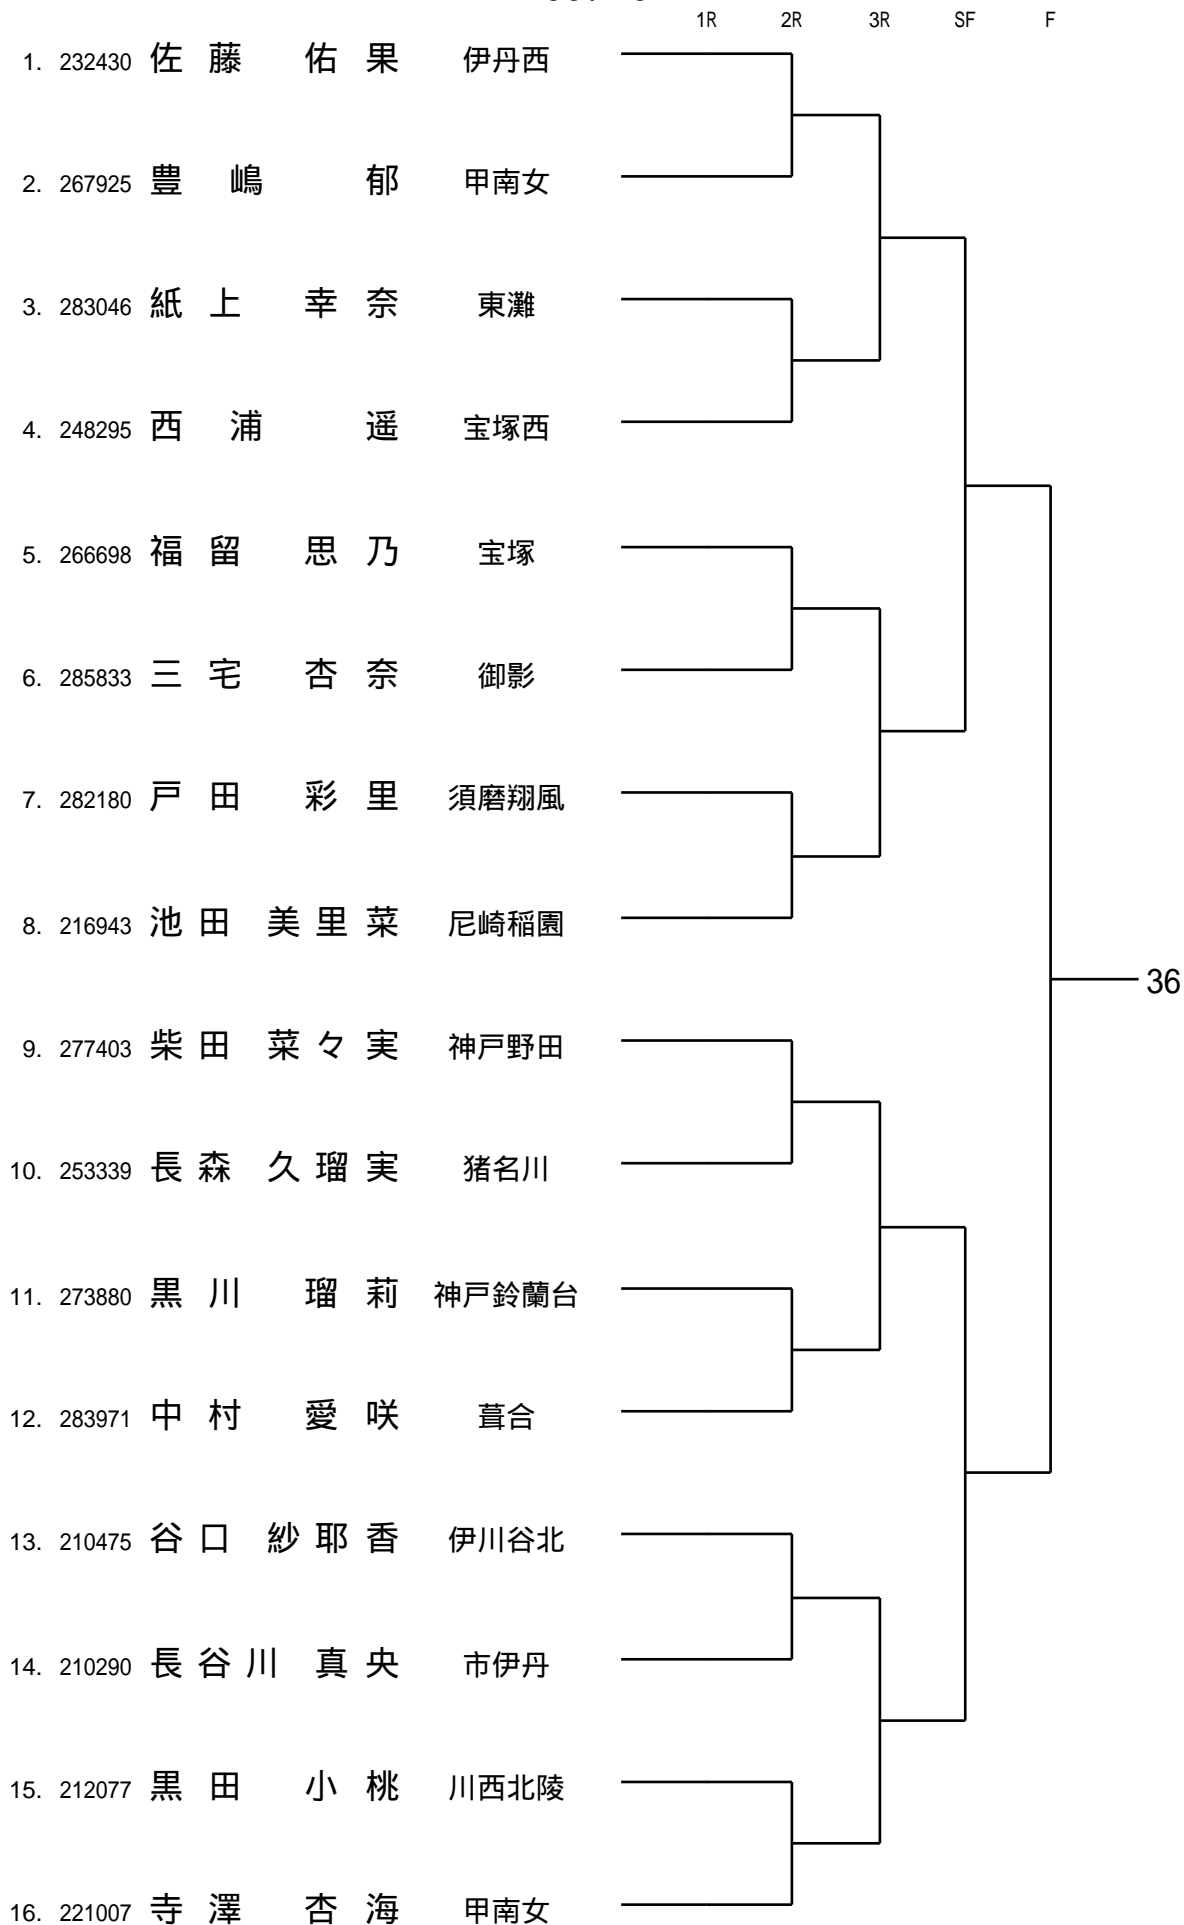 1R 2R 3R SF F
1. 232430 佐藤 佑果 伊丹西
2. 267925 豊嶋 郁 甲南女
3. 283046 紙上 幸奈 東灘
4. 248295 西浦 遥 宝塚西
5. 266698 福留 思乃 宝塚
6. 285833 三宅 杏奈 御影
7. 282180 戸田 彩里 須磨翔風
8. 216943 池田 美里菜 尼崎稲園
36
9. 277403 柴田 菜々実 神戸野田
10. 253339 長森 久瑠実 猪名川
11. 273880 黒川 瑠莉 神戸鈴蘭台
12. 283971 中村 愛咲 葺合
13. 210475 谷口 紗耶香 伊川谷北
14. 210290 長谷川 真央 市伊丹
15. 212077 黒田 小桃 川西北陵
16. 221007 寺澤 杏海 甲南女